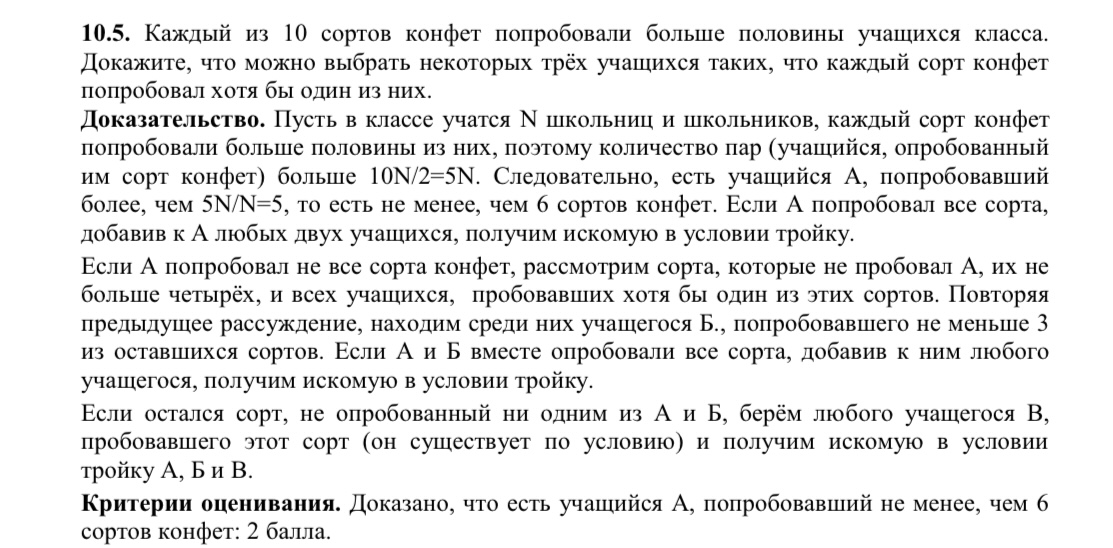 10.5. Каждый из 10 сортов конфет попробовали больше половины учащихся класса.
Докажите, что можно выбрать некоторых трёх учащихся таких, что каждый сорт конфет
попробовал хотя бы один из них.
Доказательство. Пусть в классе учатся N школьниц и школьников, каждый сорт конфет
попробовали больше половины из них, поэтому количество пар (учащийся, опробованный
им сорт конфет) больше 10N/2=5N. Следовательно, есть учащийся А, попробовавший
более, чем 5N/N=5, то есть не менее, чем 6 сортов конфет. Если А попробовал все сорта,
добавив к А любых двух учащихся, получим искомую в условии тройку.
Если А попробовал не все сорта конфет, рассмотрим сорта, которые не пробовал А, их не
больше четырёх, и всех учащихся, пробовавших хотя бы один из этих сортов. Повторяя
предыдущее рассуждение, находим среди них учащегося Б., попробовавшего не меньше 3
из оставшихся сортов. Если А и Б вместе опробовали все сорта, добавив к ним любого
учащегося, получим искомую в условии тройку.
Если остался сорт, не опробованный ни одним из А и Б, берём любого учащегося В,
пробовавшего этот сорт (он существует по условию) и получим искомую в условии
тройку А, Б и В.
Критерии оценивания. Доказано, что есть учащийся А, попробовавший не менее, чем 6
сортов конфет: 2 балла.